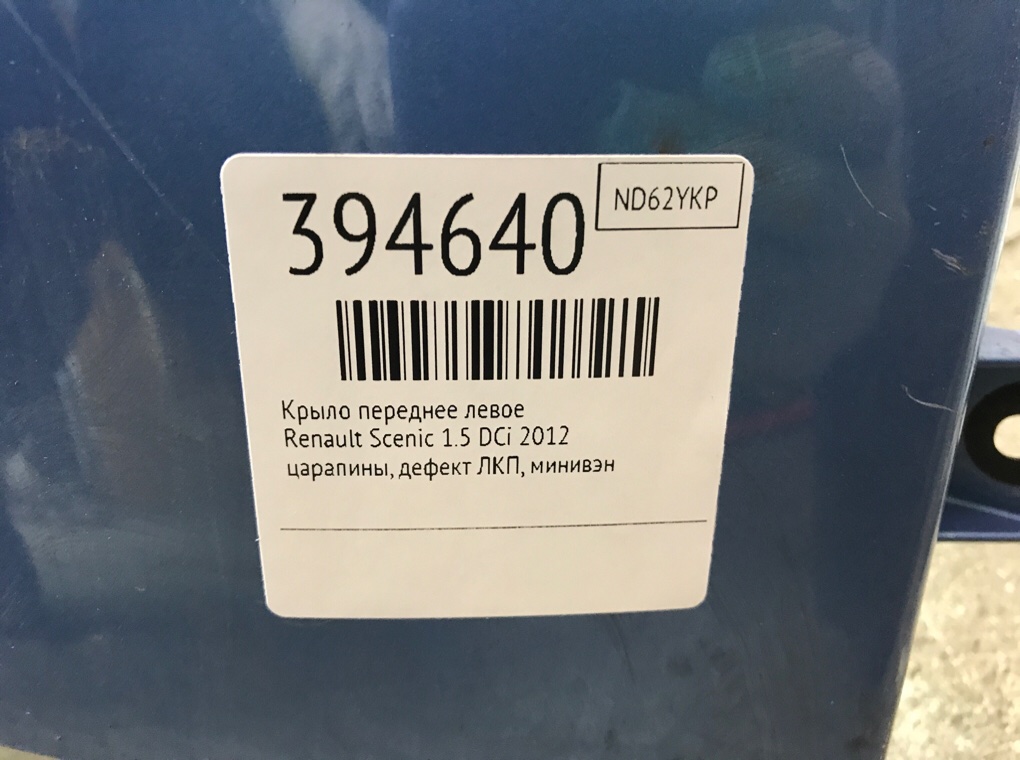 394640
ND62YKP
Крыло переднее левое
Renault Scenic 1.5 DCi 2012
царапины, дефект ЛКП, минивэн